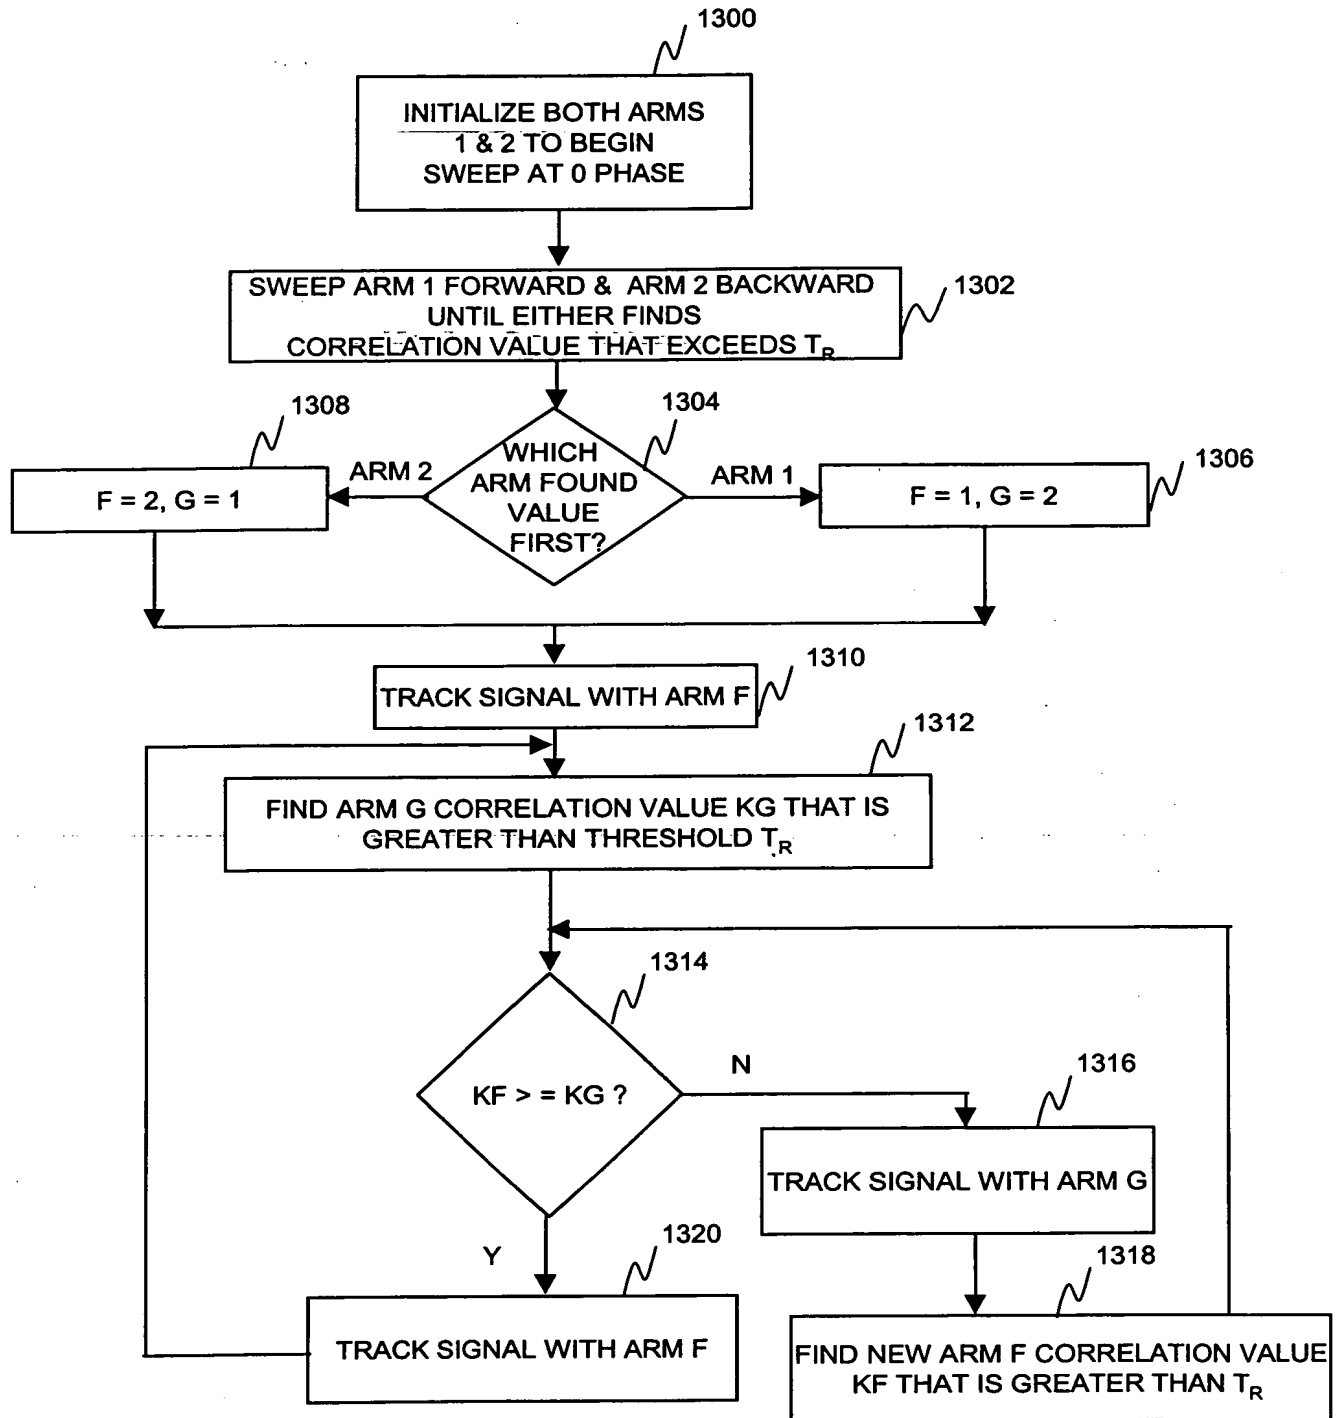 1300
INITIALIZE BOTH ARMS
1 & 2 TO BEGIN
SWEEP AT 0 PHASE
SWEEP ARM 1 FORWARD & ARM 2 BACKWARD
UNTIL EITHER FINDS
CORRELATION VALUE THAT EXCEEDS TR
1302
1304
WHICH
ARM FOUND
VALUE
FIRST?
1308
ARM 2
F = 2, G = 1
ARM 1
1306
F = 1, G = 2
1310
TRACK SIGNAL WITH ARM F
1312
FIND ARM G CORRELATION VALUE KG THAT IS
GREATER THAN THRESHOLD TR
1314
KF > = KG ?
N
1316
TRACK SIGNAL WITH ARM G
Y
1320
TRACK SIGNAL WITH ARM F
1318
FIND NEW ARM F CORRELATION VALUE
KF THAT IS GREATER THAN TR